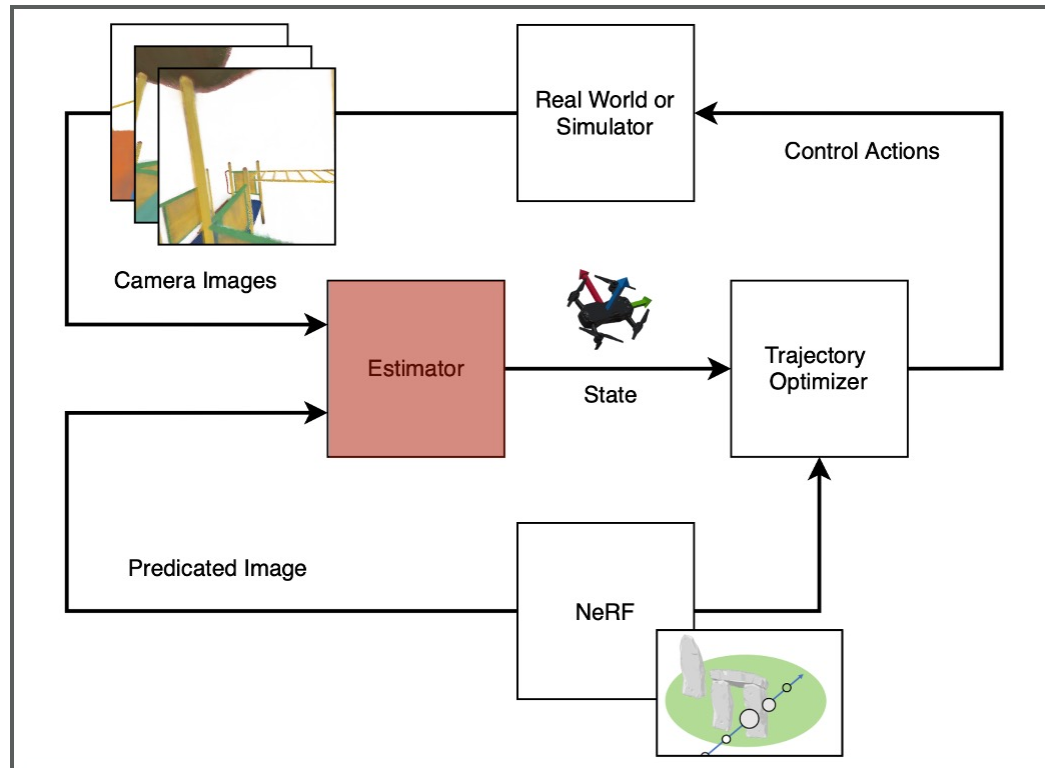 Real World or
Simulator
Control Actions
Camera Images
Estimator
State
Trajectory
Optimizer
Predicated Image
NeRF